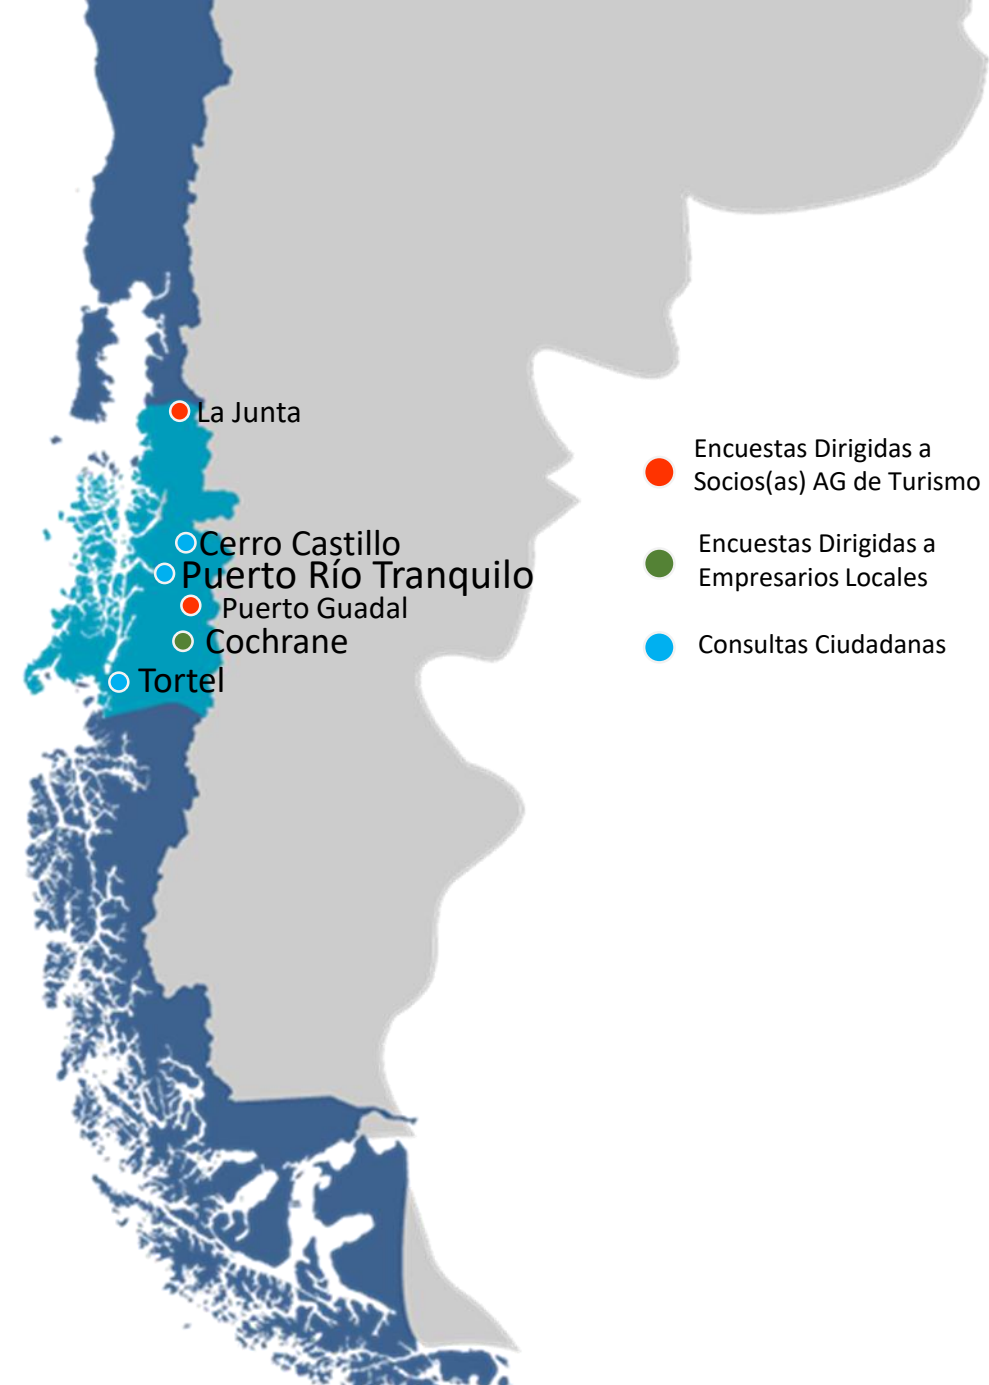 La Junta
Cerro Castillo
Puerto Río Tranquilo
Puerto Guadal
Cochrane
Tortel
Encuestas Dirigidas a
Socios(as) AG de Turismo
Encuestas Dirigidas a
Empresarios Locales
Consultas Ciudadanas